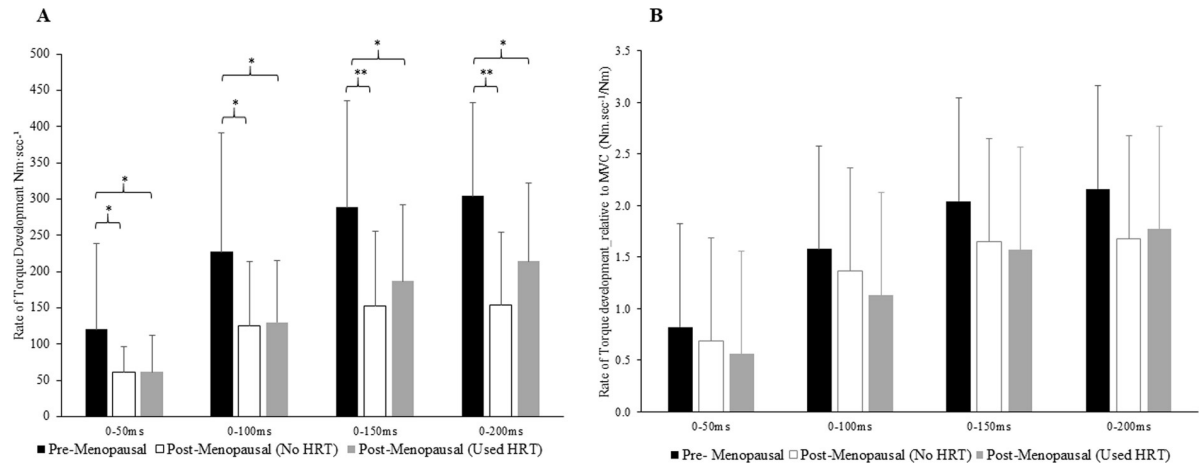 A
Rate of Torque Development Nm·sec-¹
500
450
400
350
300
250
200
150
100
50
0
*
*
*
*
*
**
*
**
0-50ms
0-100ms
0-150ms
0-200ms
Pre-Menopausal
Post-Menopausal (No HRT)
Post-Menopausal (Used HRT)
B
Rate of Torque development_relative to MVC (Nm.sec⁻¹/Nm)
3.5
3.0
2.5
2.0
1.5
1.0
0.5
0.0
0-50ms
0-100ms
0-150ms
0-200ms
Pre- Menopausal
Post-Menopausal (No HRT)
Post-Menopausal (Used HRT)